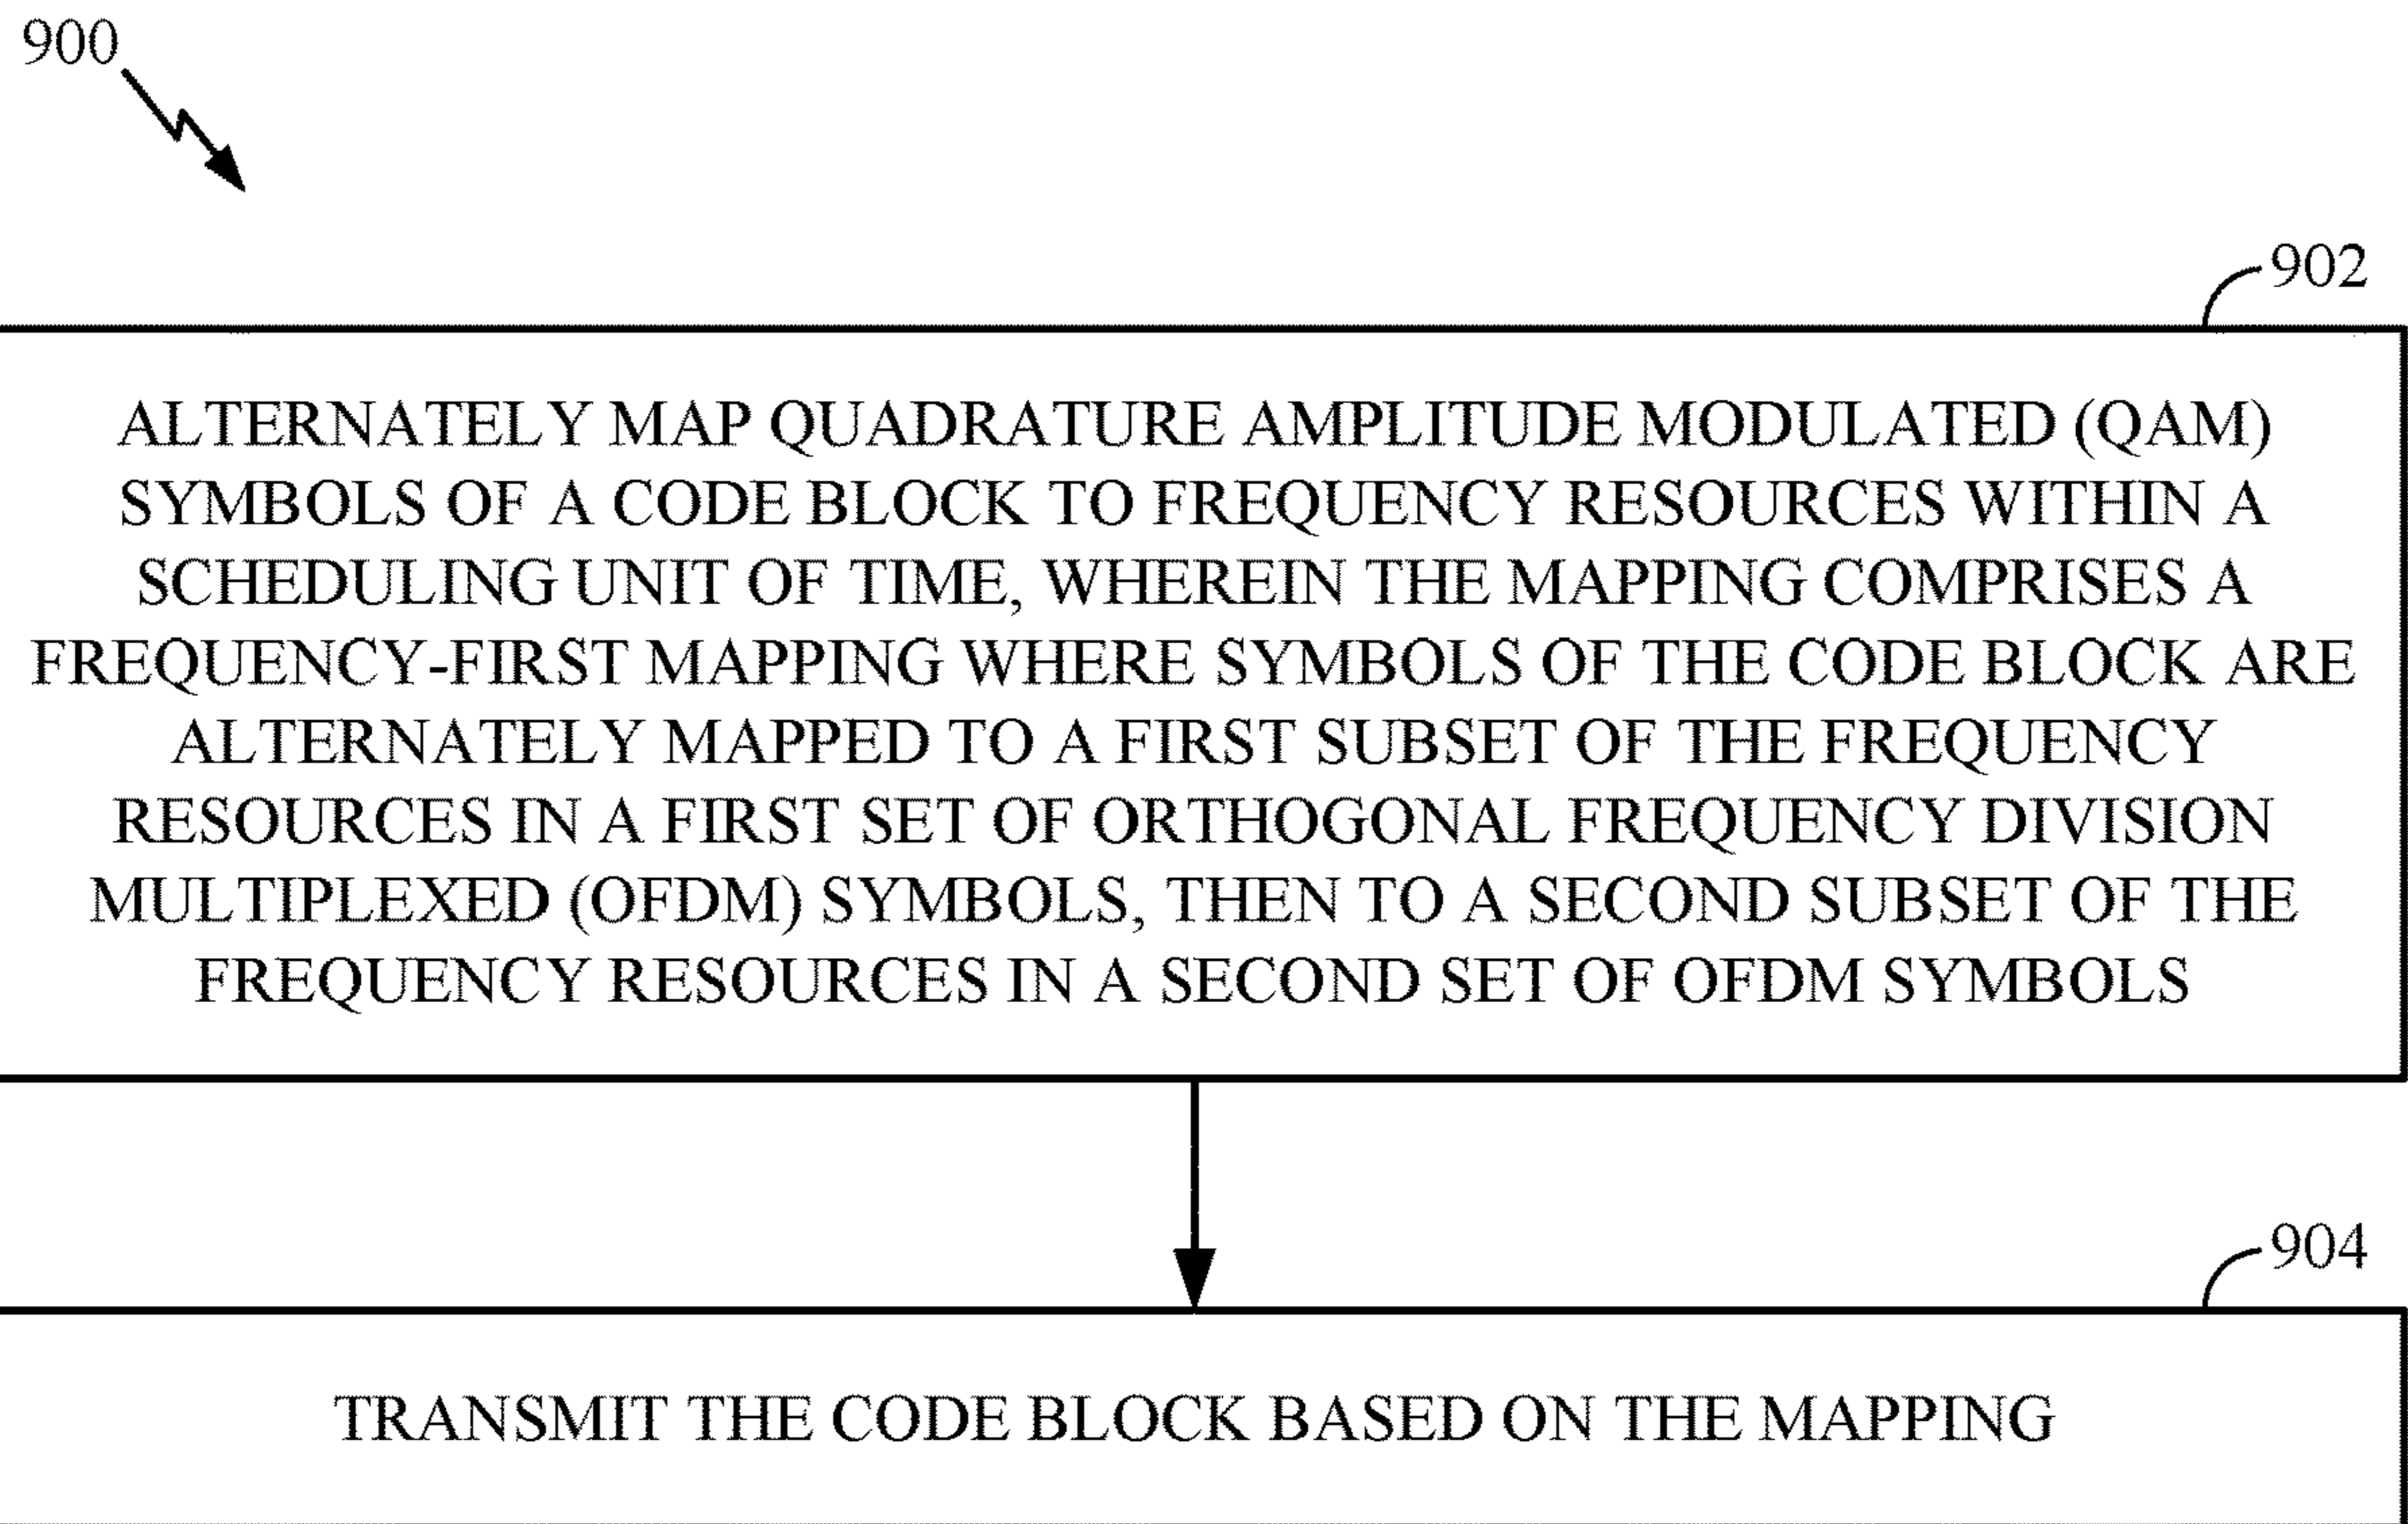 900
902
ALTERNATELY MAP QUADRATURE AMPLITUDE MODULATED (QAM)
SYMBOLS OF A CODE BLOCK TO FREQUENCY RESOURCES WITHIN A
SCHEDULING UNIT OF TIME, WHEREIN THE MAPPING COMPRISES A
FREQUENCY-FIRST MAPPING WHERE SYMBOLS OF THE CODE BLOCK ARE
ALTERNATELY MAPPED TO A FIRST SUBSET OF THE FREQUENCY
RESOURCES IN A FIRST SET OF ORTHOGONAL FREQUENCY DIVISION
MULTIPLEXED (OFDM) SYMBOLS, THEN TO A SECOND SUBSET OF THE
FREQUENCY RESOURCES IN A SECOND SET OF OFDM SYMBOLS
904
TRANSMIT THE CODE BLOCK BASED ON THE MAPPING